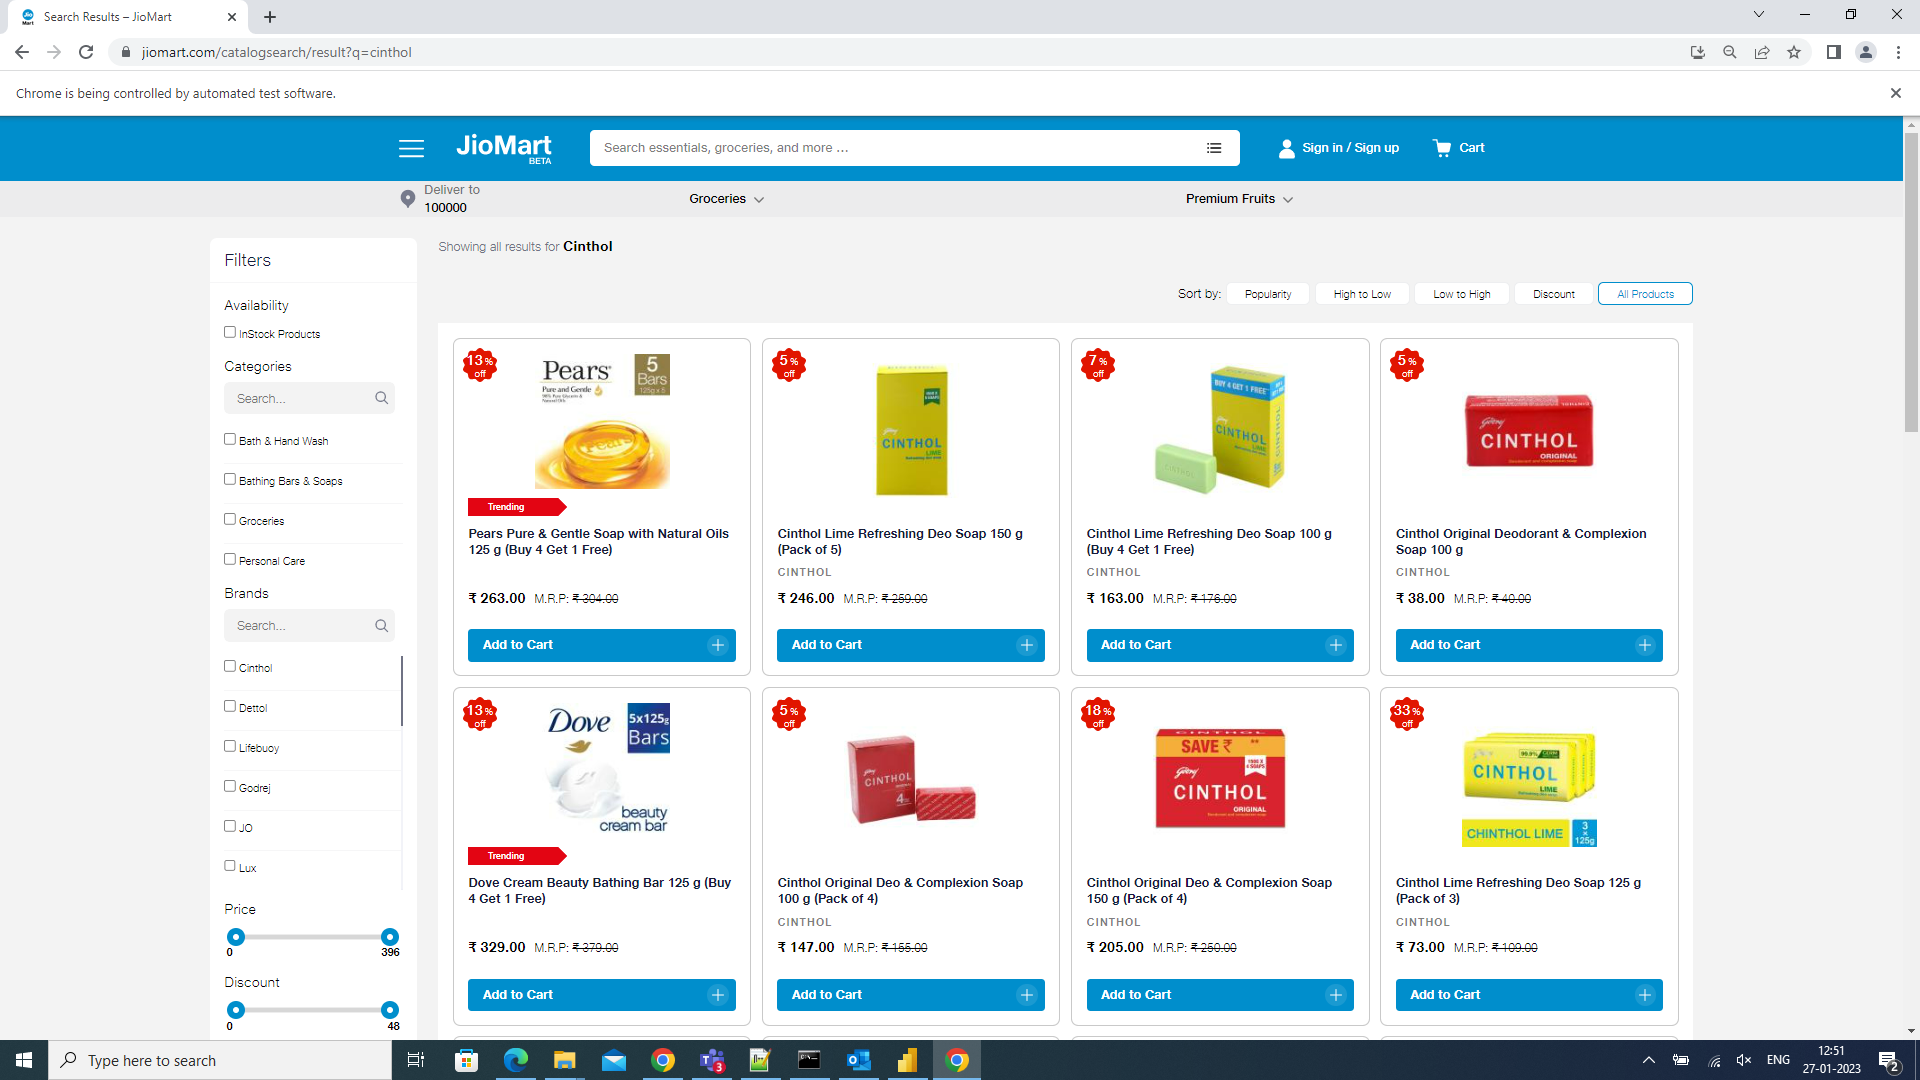 Search Results – JioMart
jiomart.com/catalogsearch/result?q=cinthol
Chrome is being controlled by automated test software.
JioMart
BETA
Search essentials, groceries, and more ...
Sign in / Sign up
Cart
Deliver to
100000
Groceries
Premium Fruits
Filters
Availability
InStock Products
Categories
Search...
Bath & Hand Wash
Bathing Bars & Soaps
Groceries
Personal Care
Brands
Search...
Cinthol
Dettol
Lifebuoy
Godrej
JO
Lux
Price
0
396
Discount
0
48
Showing all results for Cinthol
Sort by:
Popularity
High to Low
Low to High
Discount
All Products
13 %
off
Pears
Pure and Gentle
5
Bars
125g x 5
Trending
Pears Pure & Gentle Soap with Natural Oils
125 g (Buy 4 Get 1 Free)
₹ 263.00 M.R.P: ₹ 304.00
Add to Cart
5 %
off
CINTHOL
LIME
Cinthol Lime Refreshing Deo Soap 150 g
(Pack of 5)
CINTHOL
₹ 246.00 M.R.P: ₹ 259.00
Add to Cart
7 %
off
BUY 4 GET 1 FREE
CINTHOL
LIME
CINTHOL
Cinthol Lime Refreshing Deo Soap 100 g
(Buy 4 Get 1 Free)
CINTHOL
₹ 163.00 M.R.P: ₹ 176.00
Add to Cart
5 %
off
Godrej
CINTHOL
ORIGINAL
Cinthol Original Deodorant & Complexion
Soap 100 g
CINTHOL
₹ 38.00 M.R.P: ₹ 40.00
Add to Cart
13 %
off
Dove
5x125g
Bars
beauty
cream bar
Trending
Dove Cream Beauty Bathing Bar 125 g (Buy
4 Get 1 Free)
₹ 329.00 M.R.P: ₹ 379.00
Add to Cart
5 %
off
CINTHOL
4
Cinthol Original Deo & Complexion Soap
100 g (Pack of 4)
CINTHOL
₹ 147.00 M.R.P: ₹ 155.00
Add to Cart
18 %
off
SAVE ₹ **
Godrej
CINTHOL
ORIGINAL
Cinthol Original Deo & Complexion Soap
150 g (Pack of 4)
CINTHOL
₹ 205.00 M.R.P: ₹ 250.00
Add to Cart
33 %
off
99.9%
CINTHOL
LIME
CHINTHOL LIME
3
x
125g
Cinthol Lime Refreshing Deo Soap 125 g
(Pack of 3)
CINTHOL
₹ 73.00 M.R.P: ₹ 109.00
Add to Cart
Type here to search
3
ENG
12:51
27-01-2023
2